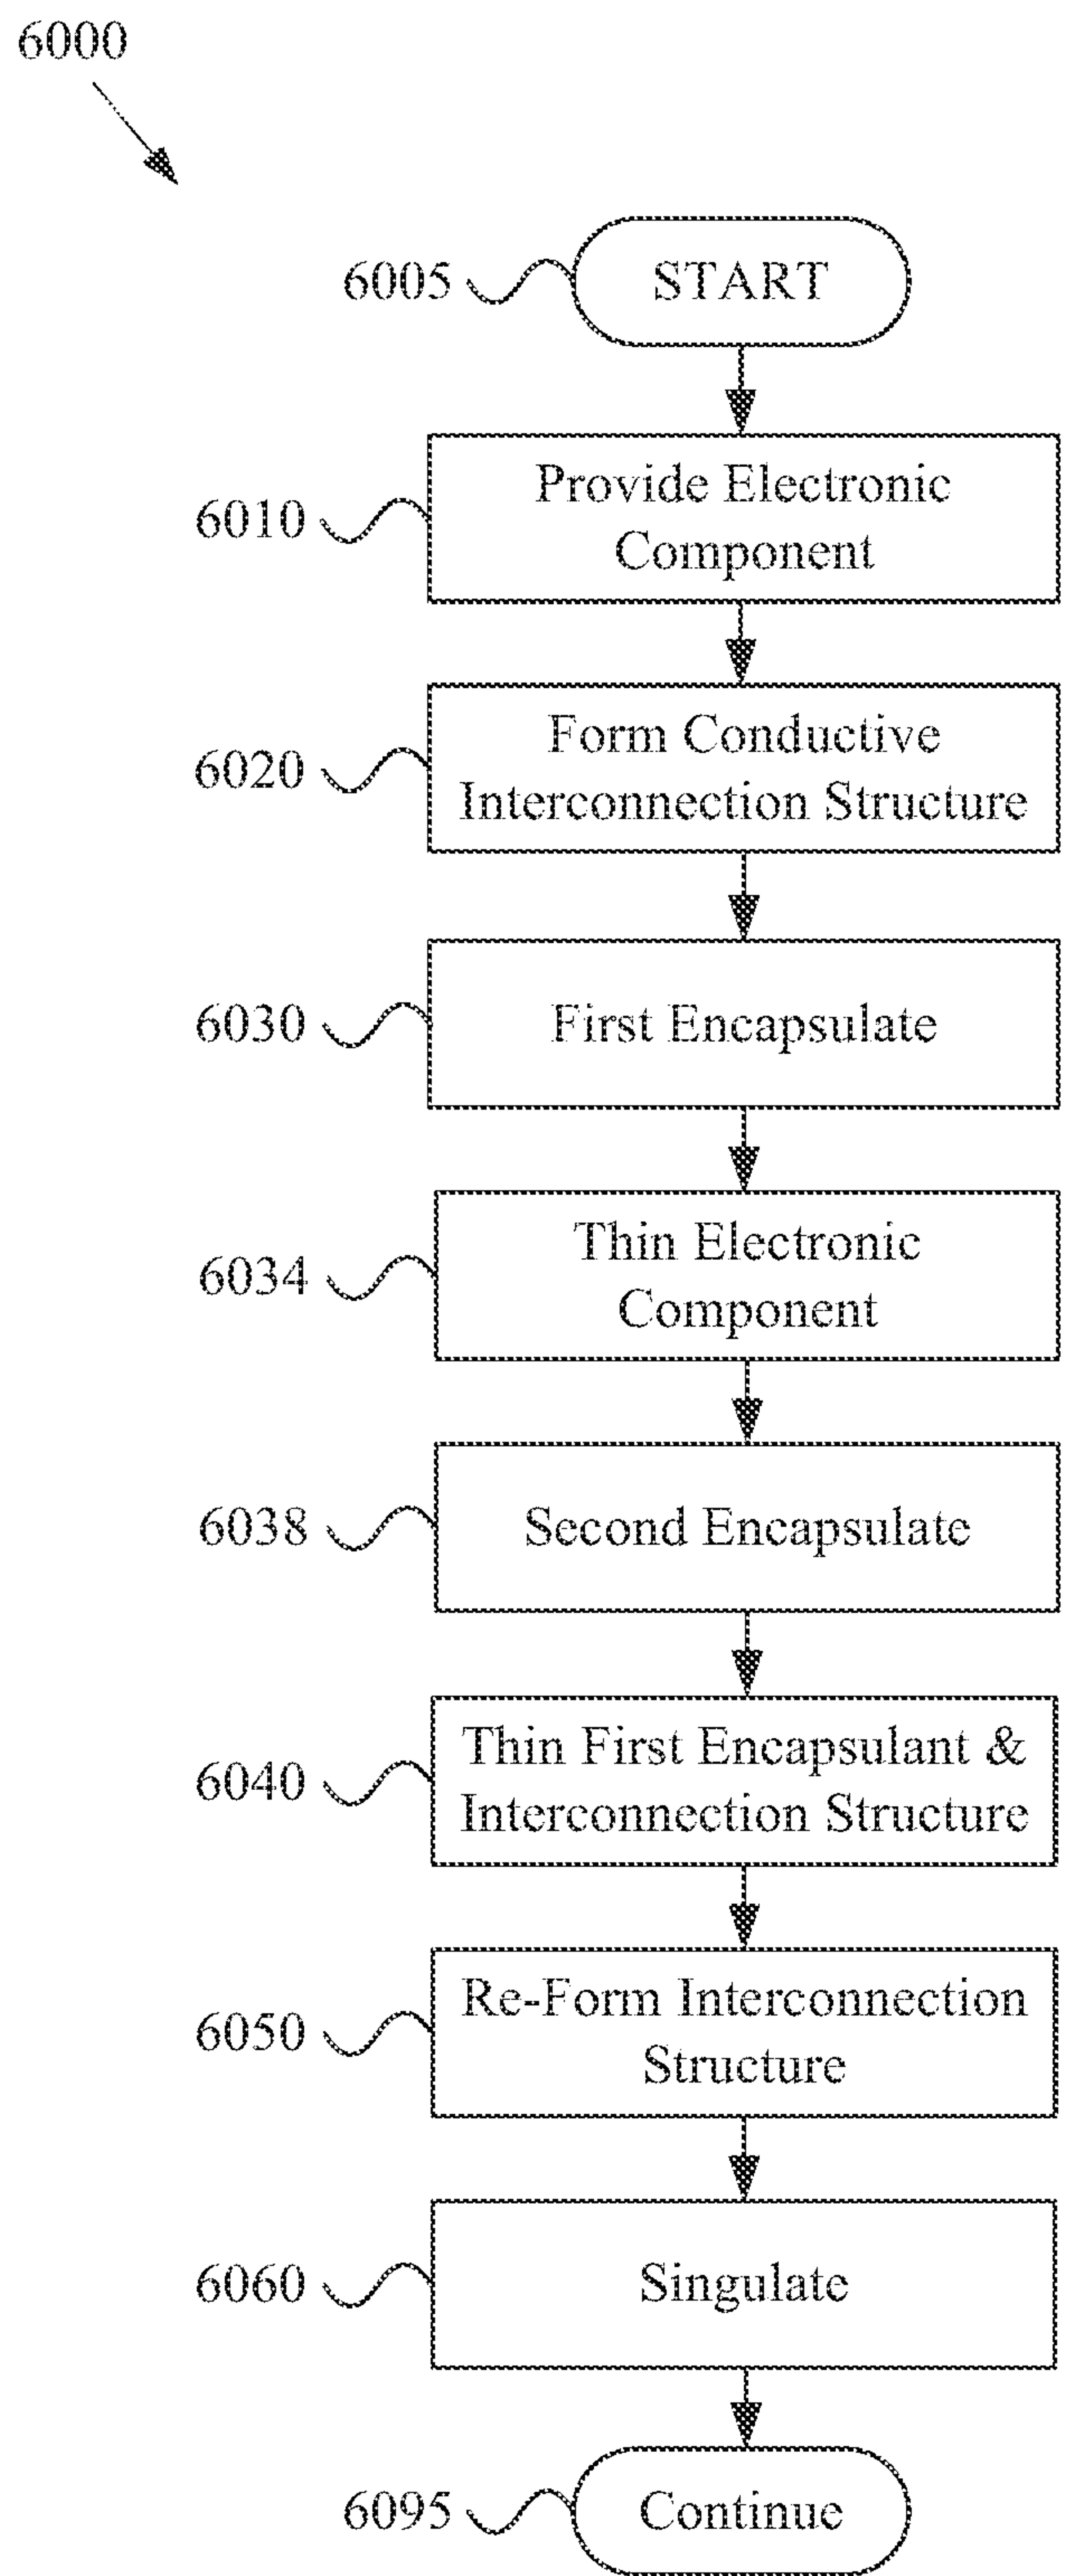 6000
6005
START
6010
Provide Electronic
Component
6020
Form Conductive
Interconnection Structure
6030
First Encapsulate
6034
Thin Electronic
Component
6038
Second Encapsulate
6040
Thin First Encapsulant &
Interconnection Structure
6050
Re-Form Interconnection
Structure
6060
Singulate
6095
Continue